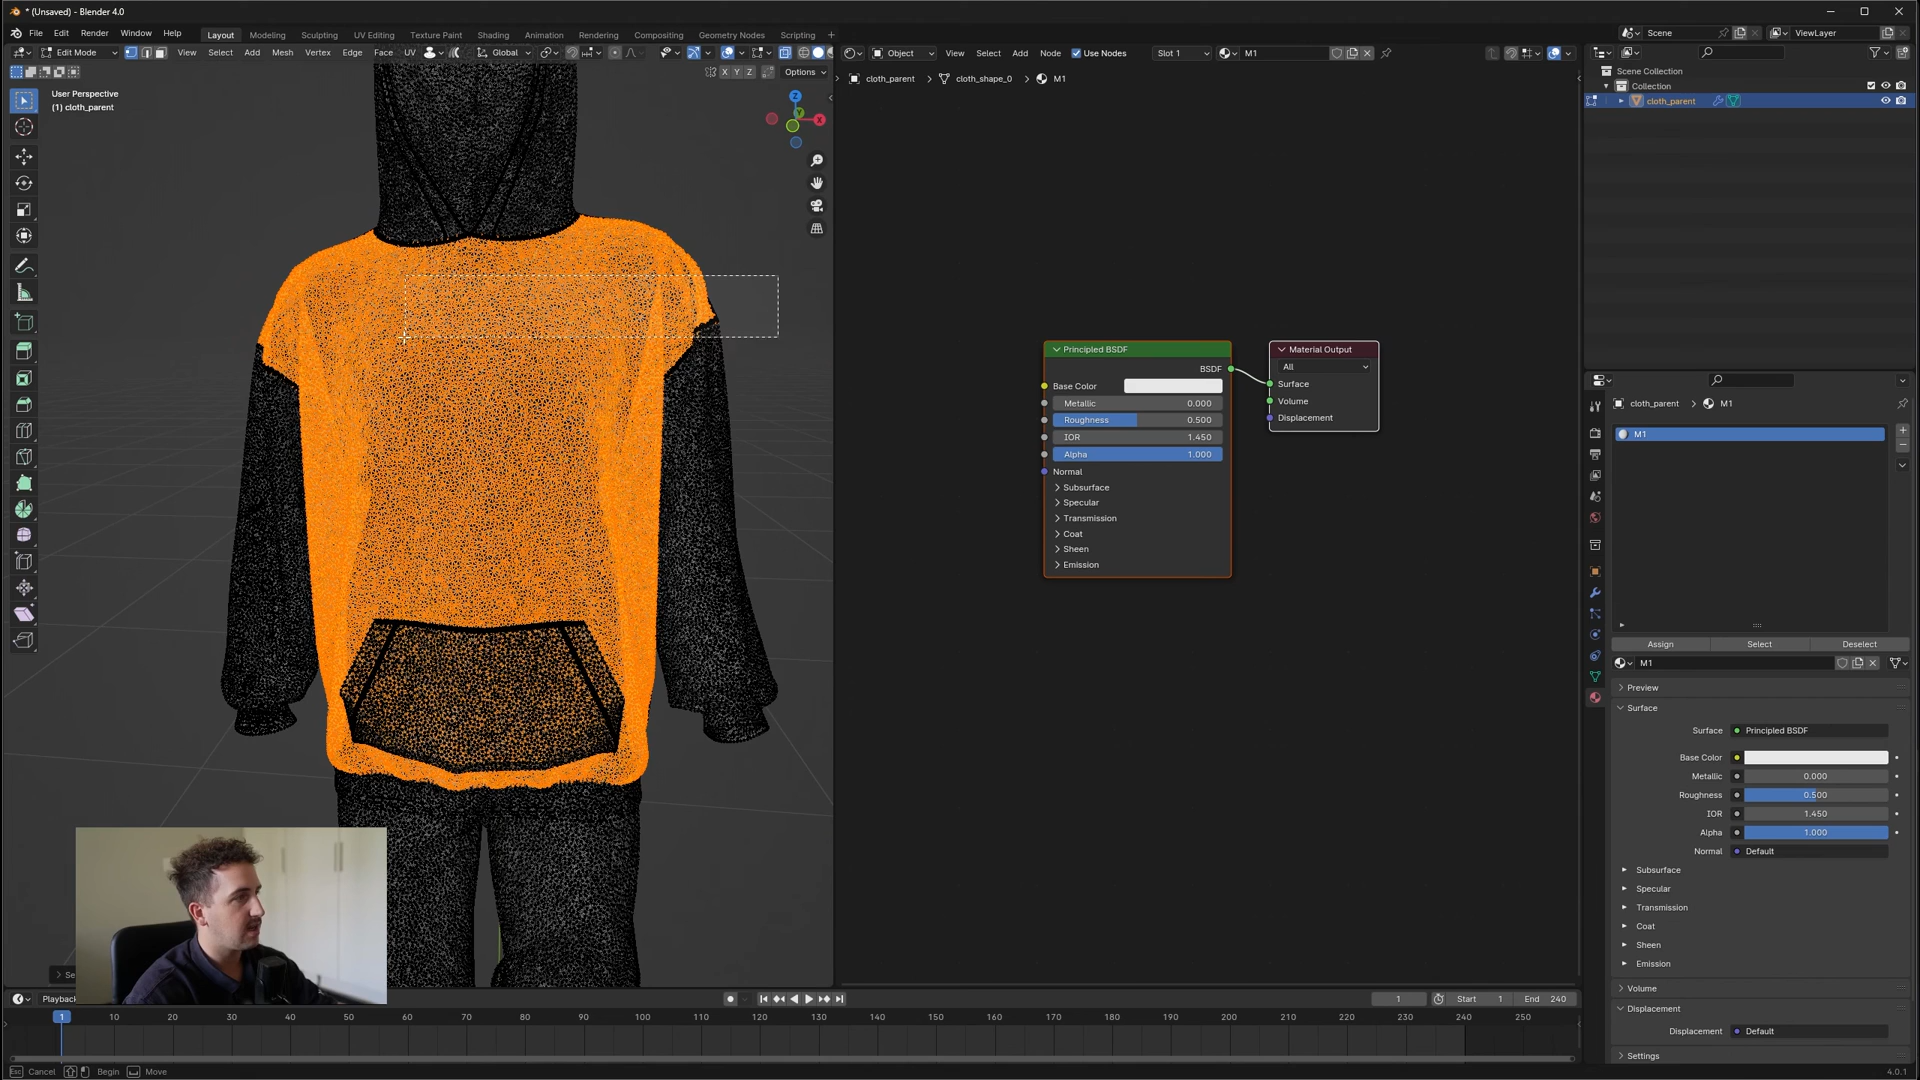 * (Unsaved) - Blender 4.0
File Edit Render Window Help Layout Modeling Sculpting UV Editing Texture Paint Shading Animation Rendering Compositing Geometry Nodes Scripting +
Scene ViewLayer
Edit Mode View Select Add Mesh Vertex Edge Face UV Global
Object View Select Add Node Use Nodes Slot 1 M1
X Y Z Options
cloth_parent > cloth_shape_0 > M1
Scene Collection
Collection
cloth_parent
User Perspective
(1) cloth_parent
Z
Y
X
Principled BSDF
BSDF
Base Color
Metallic 0.000
Roughness 0.500
IOR 1.450
Alpha 1.000
Normal
Subsurface
Specular
Transmission
Coat
Sheen
Emission
Material Output
All
Surface
Volume
Displacement
cloth_parent > M1
M1
Assign Select Deselect
M1
Preview
Surface
Surface Principled BSDF
Base Color
Metallic 0.000
Roughness 0.500
IOR 1.450
Alpha 1.000
Normal Default
Subsurface
Specular
Transmission
Coat
Sheen
Emission
Volume
Displacement
Displacement Default
Settings
Se
Playback
1 Start 1 End 240
1 10 20 30 40 50 60 70 80 90 100 110 120 130 140 150 160 170 180 190 200 210 220 230 240 250
Esc Cancel Begin Move
4.0.1